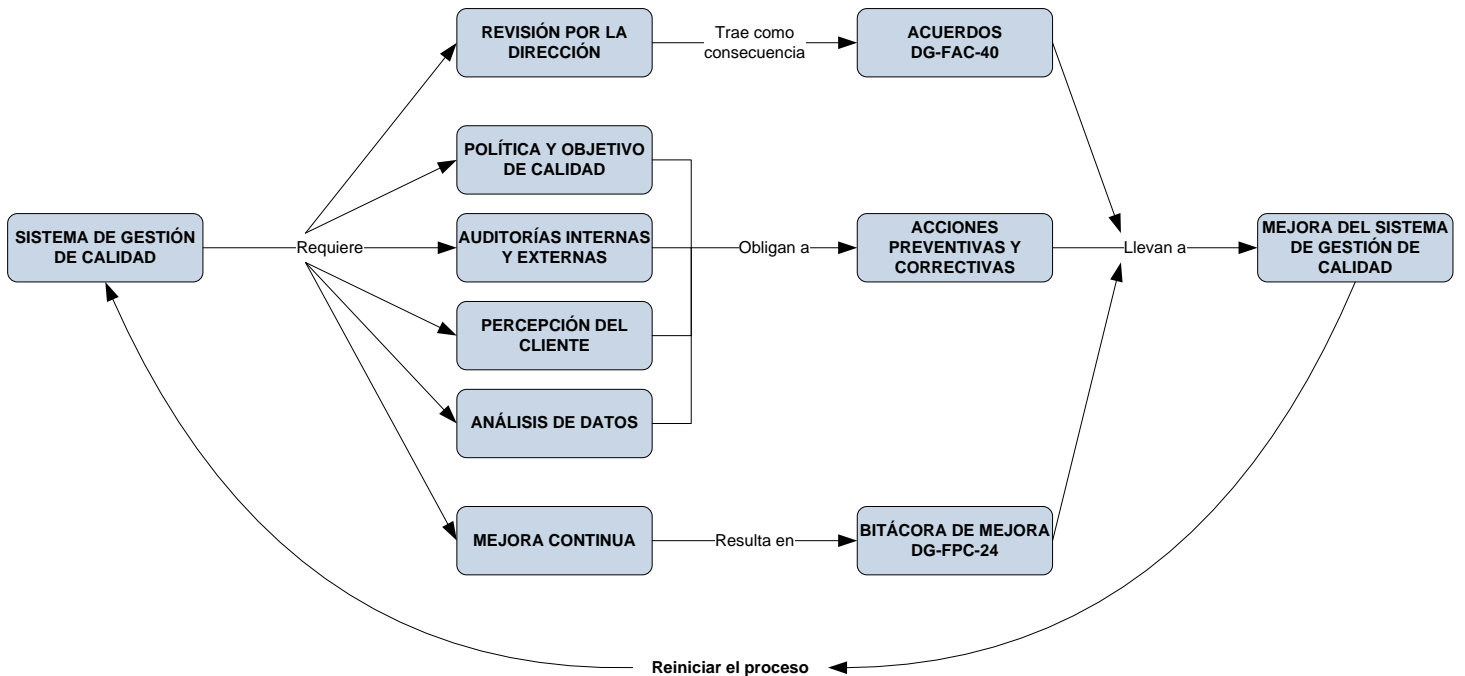 REVISIÓN POR LA
DIRECCIÓN
Trae como
consecuencia
ACUERDOS
DG-FAC-40
POLÍTICA Y OBJETIVO
DE CALIDAD
SISTEMA DE GESTIÓN
DE CALIDAD
Requiere
AUDITORÍAS INTERNAS
Y EXTERNAS
Obligan a
ACCIONES
PREVENTIVAS Y
CORRECTIVAS
Llevan a
MEJORA DEL SISTEMA
DE GESTIÓN DE
CALIDAD
PERCEPCIÓN DEL
CLIENTE
ANÁLISIS DE DATOS
MEJORA CONTINUA
Resulta en
BITÁCORA DE MEJORA
DG-FPC-24
Reiniciar el proceso